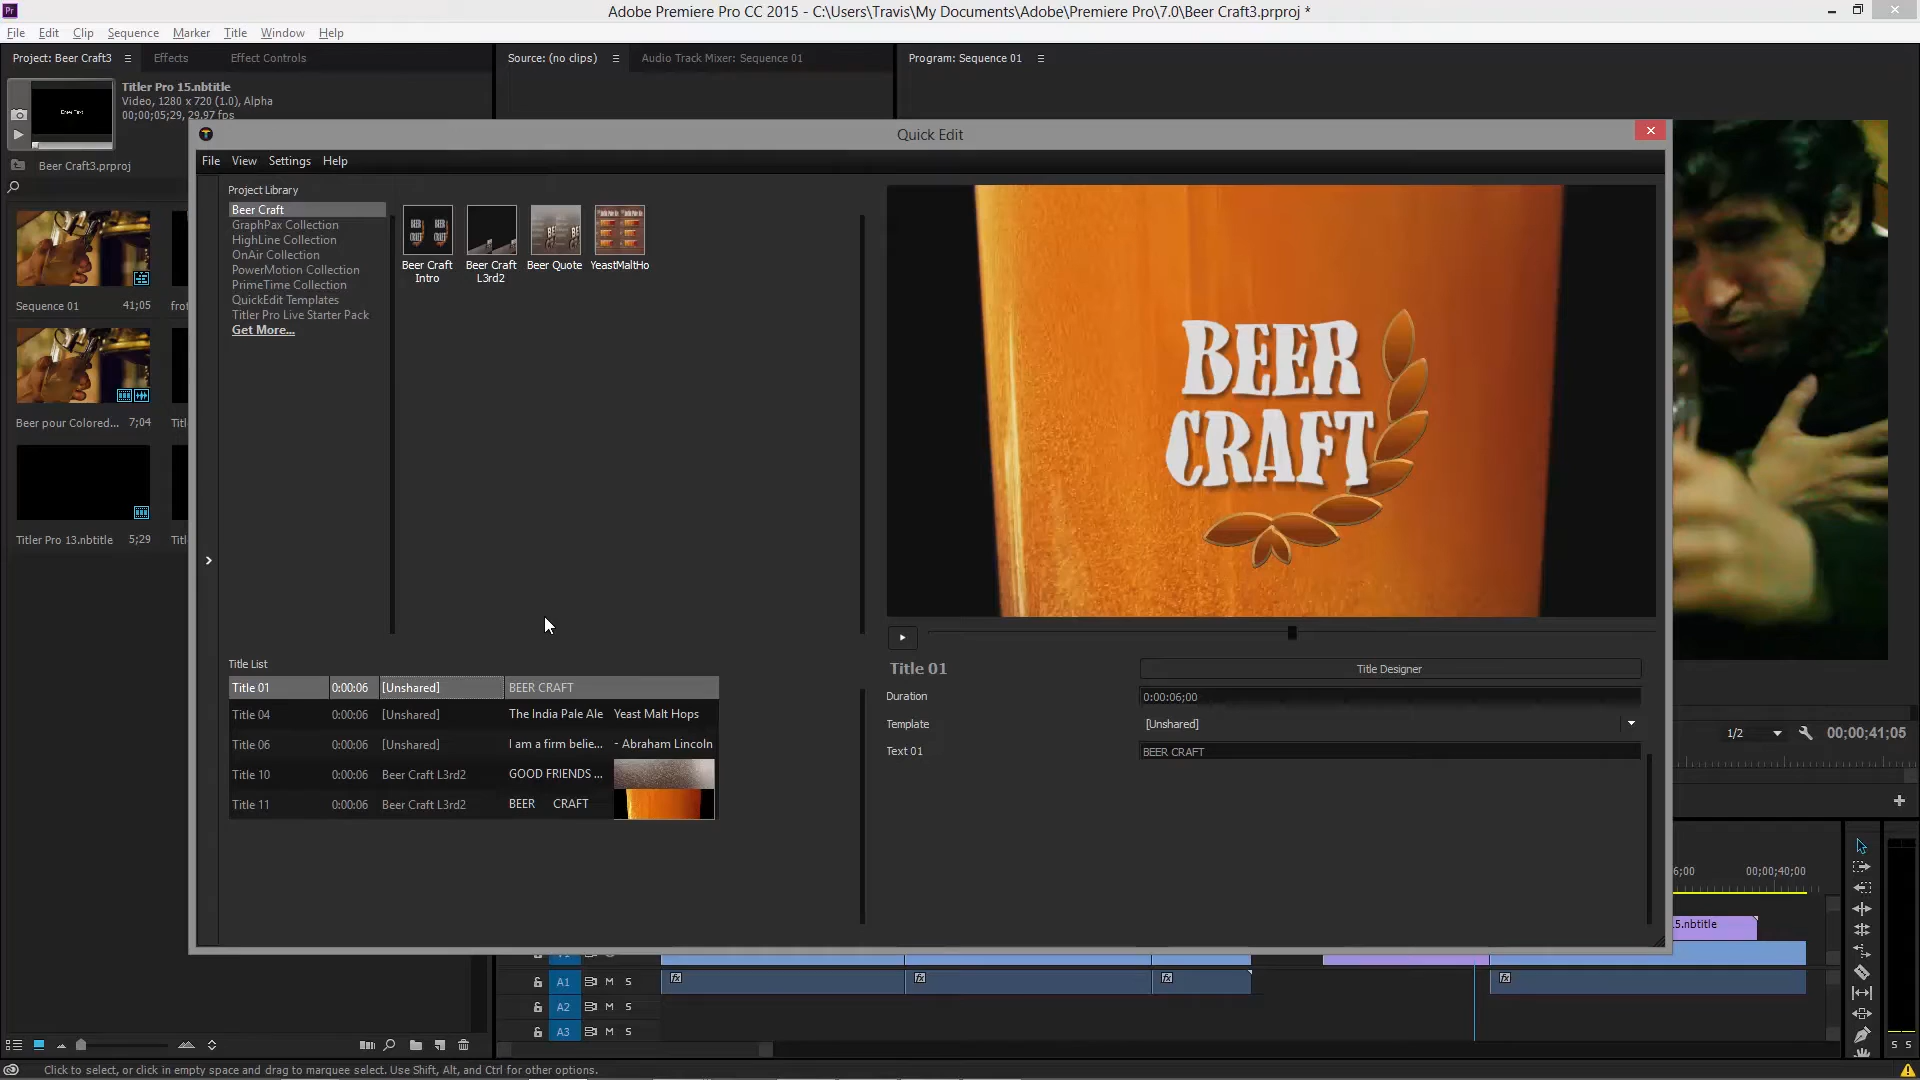 Adobe Premiere Pro CC 2015 - C:\Users\Travis\My Documents\Adobe\Premiere Pro\7.0\Beer Craft3.prproj *
File Edit Clip Sequence Marker Title Window Help
Project: Beer Craft3 Effects Effect Controls
Source: (no clips) Audio Track Mixer: Sequence 01
Program: Sequence 01
Titler Pro 15.nbtitle
Video, 1280 x 720 (1.0), Alpha
00;00;05;29, 29.97 fps
Beer Craft3.prproj
Sequence 01 41;05
Beer pour Colored... 7;04
Titler Pro 13.nbtitle 5;29
Quick Edit
File View Settings Help
Project Library
Beer Craft
GraphPax Collection
HighLine Collection
OnAir Collection
PowerMotion Collection
PrimeTime Collection
QuickEdit Templates
Titler Pro Live Starter Pack
Get More...
Beer Craft Intro
Beer Craft L3rd2
Beer Quote
YeastMaltHo
BEER
CRAFT
Title List
Title 01 0:00:06 [Unshared] BEER CRAFT
Title 04 0:00:06 [Unshared] The India Pale Ale Yeast Malt Hops
Title 06 0:00:06 [Unshared] I am a firm belie... - Abraham Lincoln
Title 10 0:00:06 Beer Craft L3rd2 GOOD FRIENDS ...
Title 11 0:00:06 Beer Craft L3rd2 BEER CRAFT
Title 01 Title Designer
Duration 0:00:06;00
Template [Unshared]
Text 01 BEER CRAFT
1/2 00;00;41;05
6;00 00;00;40;00
5.nbtitle
A1 M S
A2 M S
A3 M S
S S
Click to select, or click in empty space and drag to marquee select. Use Shift, Alt, and Ctrl for other options.